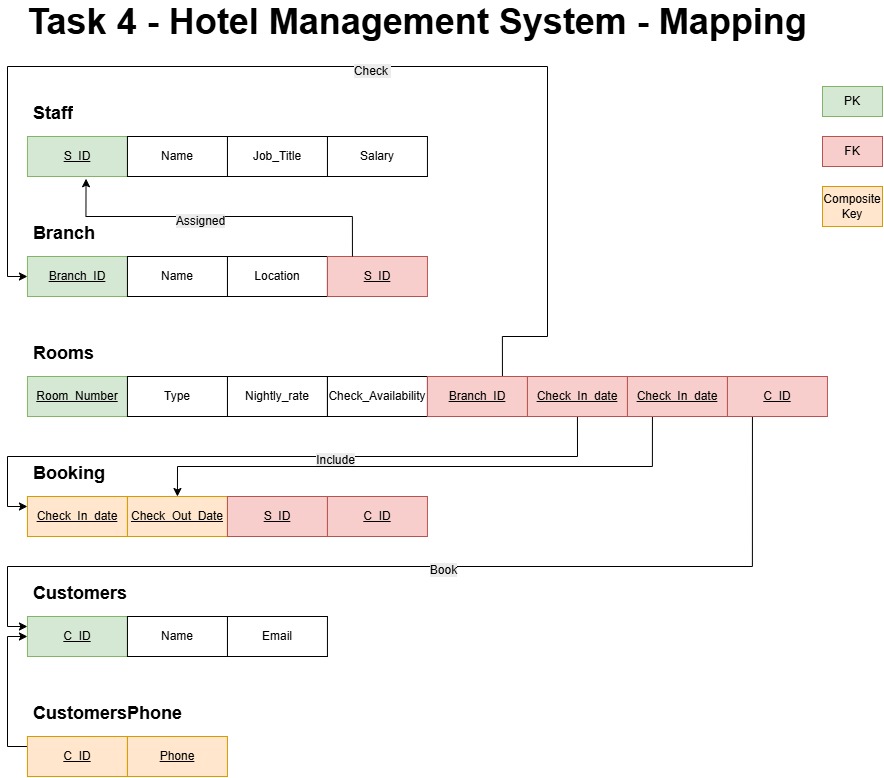 Task 4 - Hotel Management System - Mapping
Check
PK
FK
Composite
Key
Staff
S_ID
Name
Job_Title
Salary
Assigned
Branch
Branch_ID
Name
Location
S_ID
Rooms
Room_Number
Type
Nightly_rate
Check_Availability
Branch_ID
Check_In_date
Check_In_date
C_ID
Include
Booking
Check_In_date
Check_Out_Date
S_ID
C_ID
Book
Customers
C_ID
Name
Email
CustomersPhone
C_ID
Phone